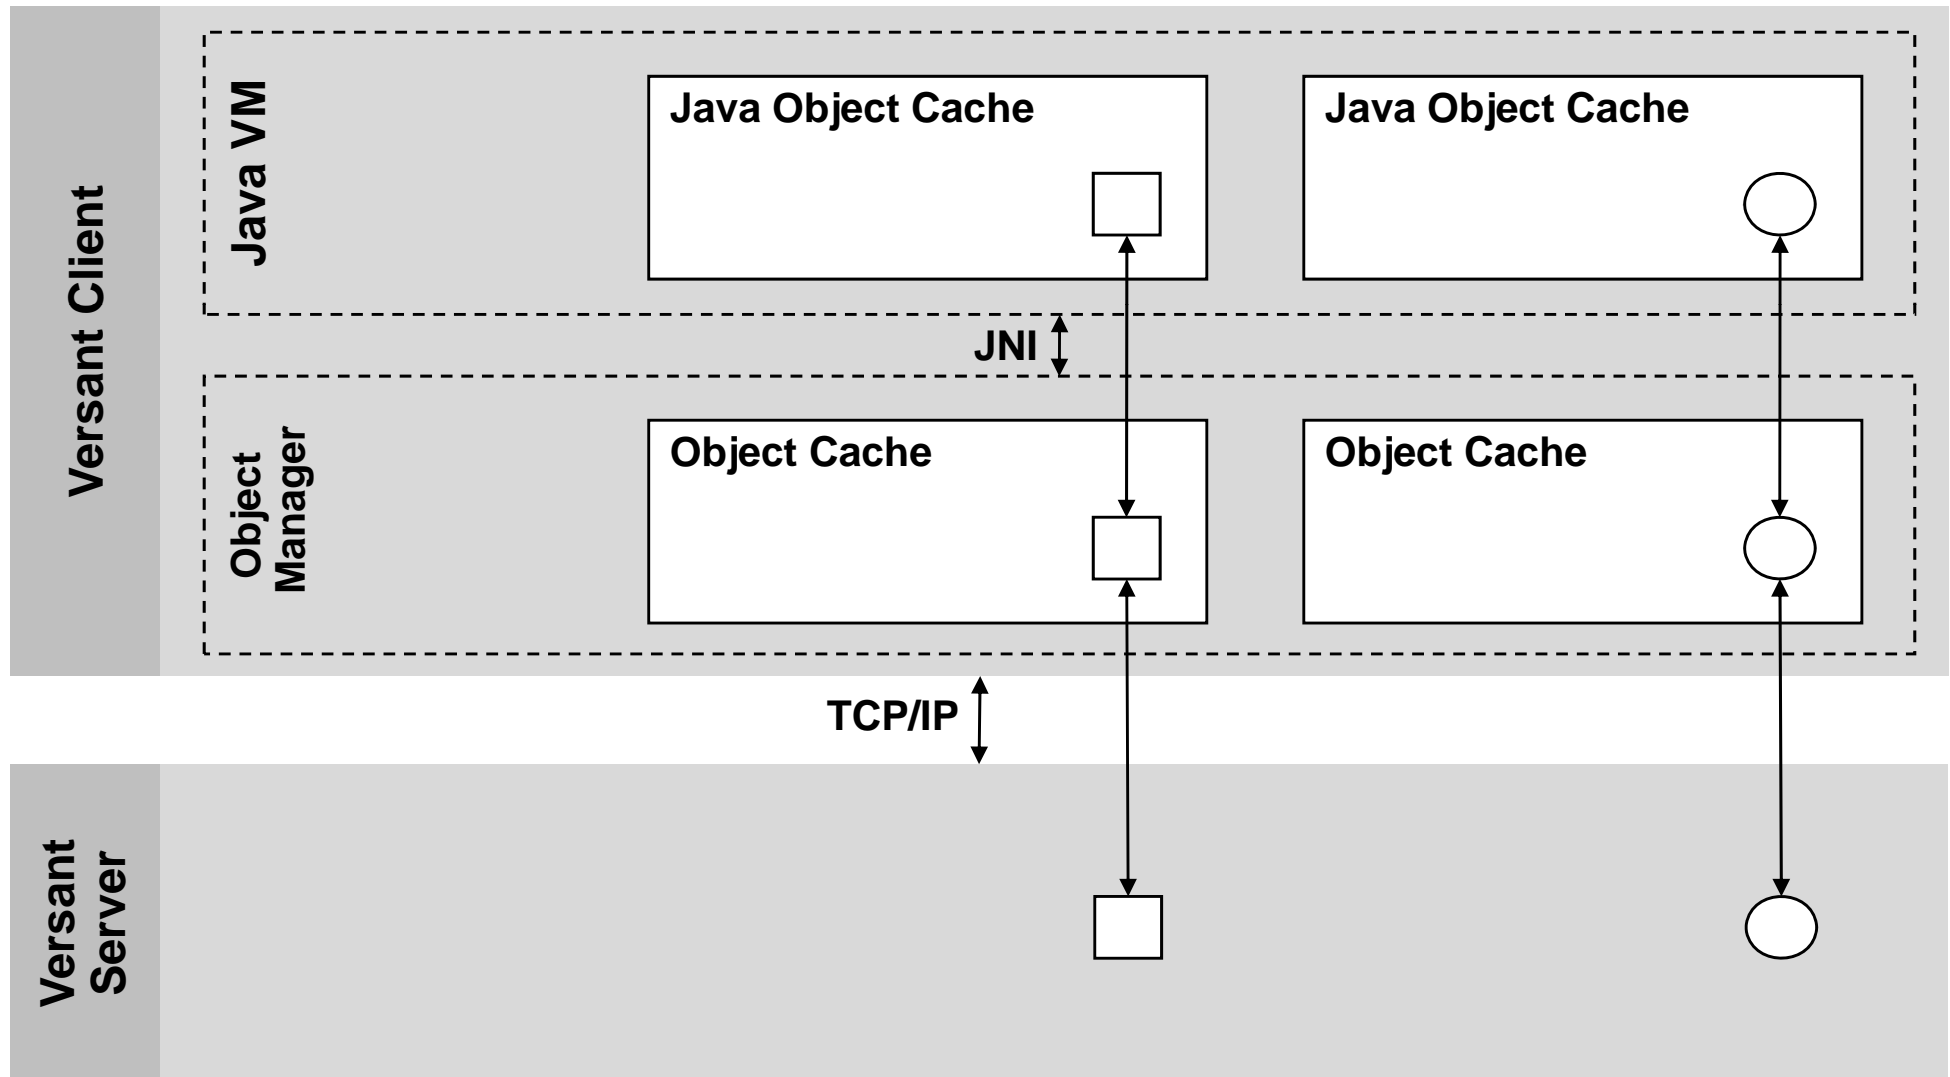 Versant Client
Java VM
Java Object Cache
Java Object Cache
JNI
Object
Manager
Object Cache
Object Cache
TCP/IP
Versant
Server